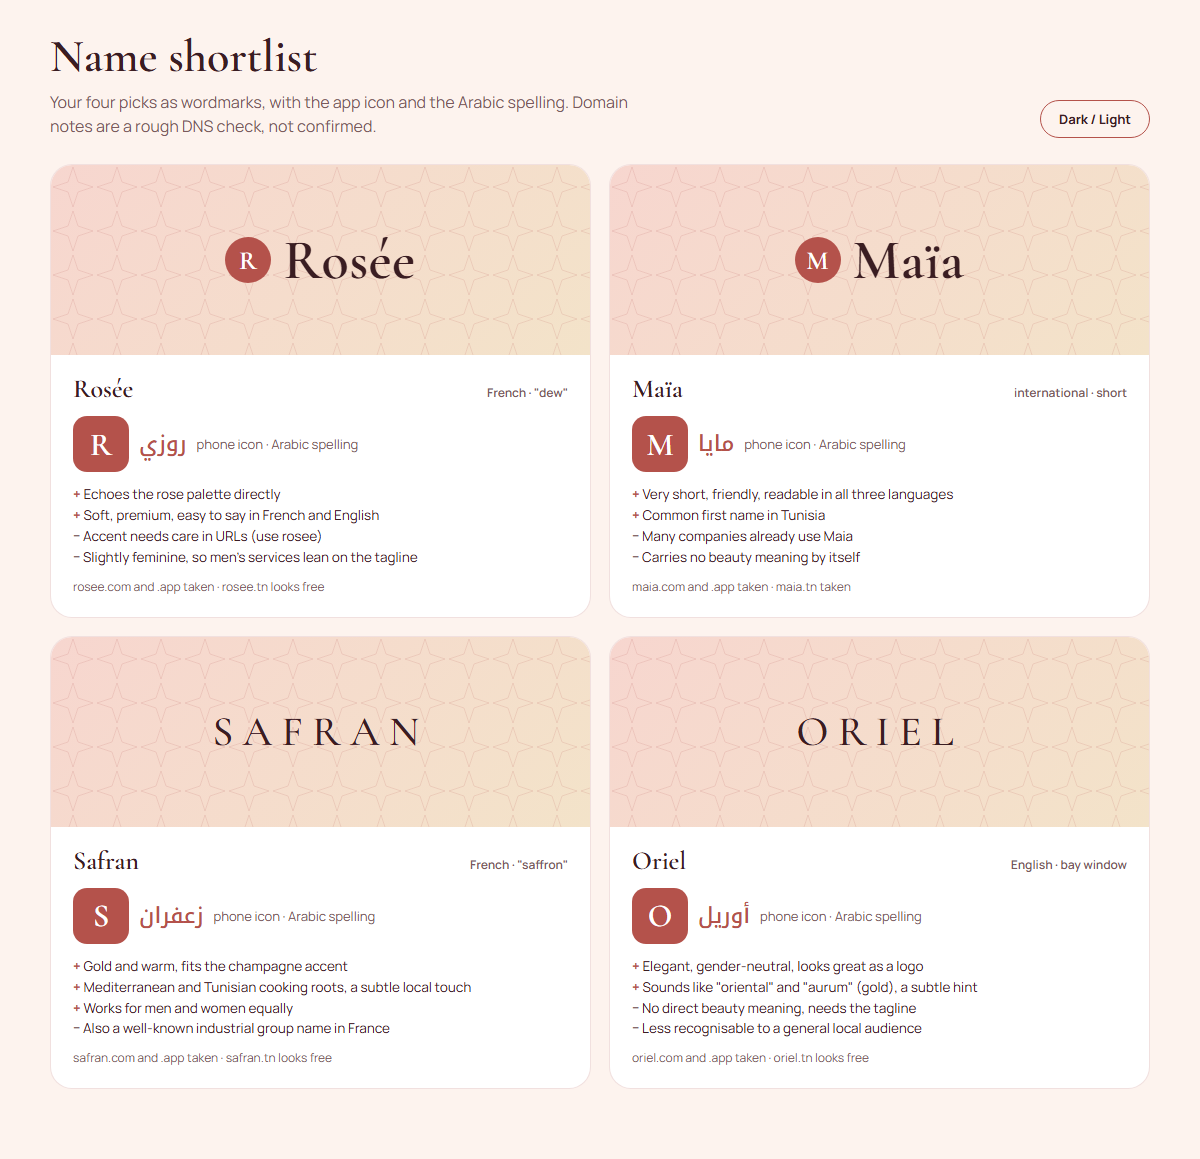 Name shortlist
Your four picks as wordmarks, with the app icon and the Arabic spelling. Domain
notes are a rough DNS check, not confirmed.
Dark / Light
R Rosée
M Maïa
Rosée
French · "dew"
R روزي phone icon · Arabic spelling
+ Echoes the rose palette directly
+ Soft, premium, easy to say in French and English
− Accent needs care in URLs (use rosee)
− Slightly feminine, so men's services lean on the tagline
rosee.com and .app taken · rosee.tn looks free
Maïa
international · short
M مايا phone icon · Arabic spelling
+ Very short, friendly, readable in all three languages
+ Common first name in Tunisia
− Many companies already use Maia
− Carries no beauty meaning by itself
maia.com and .app taken · maia.tn taken
SAFRAN
ORIEL
Safran
French · "saffron"
S زعفران phone icon · Arabic spelling
+ Gold and warm, fits the champagne accent
+ Mediterranean and Tunisian cooking roots, a subtle local touch
+ Works for men and women equally
− Also a well-known industrial group name in France
safran.com and .app taken · safran.tn looks free
Oriel
English · bay window
O أوريل phone icon · Arabic spelling
+ Elegant, gender-neutral, looks great as a logo
+ Sounds like "oriental" and "aurum" (gold), a subtle hint
− No direct beauty meaning, needs the tagline
− Less recognisable to a general local audience
oriel.com and .app taken · oriel.tn looks free